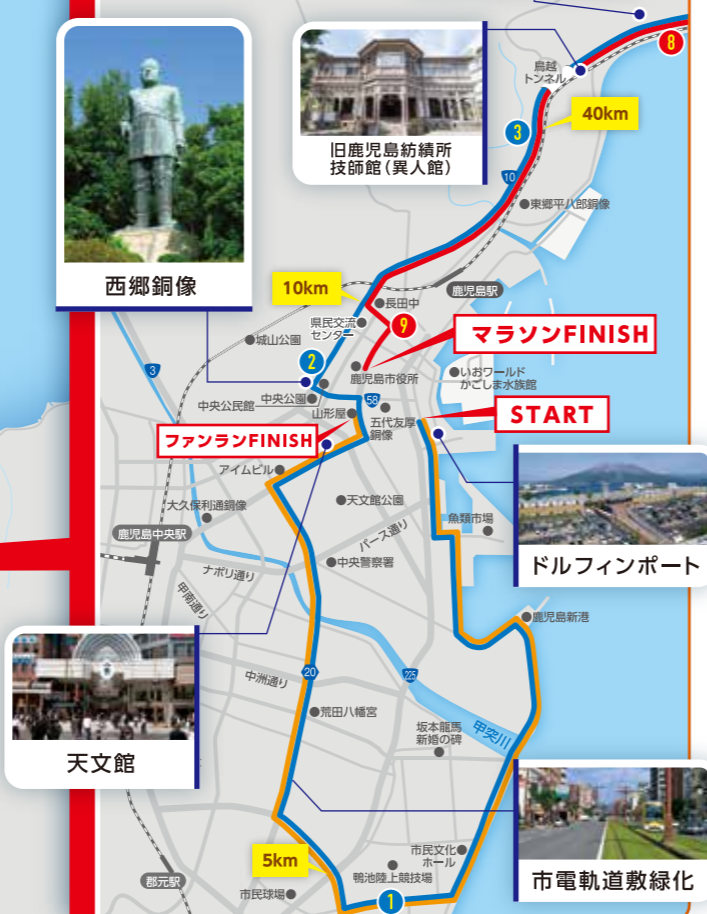 8
鳥越
トンネル
40km
3
旧鹿児島紡績所
技師館(異人館)
10
東郷平八郎銅像
西郷銅像
10km
長田中
鹿児島駅
県民交流
センター
9
マラソンFINISH
城山公園
3
2
鹿児島市役所
いおワールド
かごしま水族館
中央公園
中央公民館
58
山形屋
五代友厚
銅像
START
ファンランFINISH
アイムビル
大久保利通銅像
天文館公園
魚類市場
パース通り
鹿児島中央駅
中央警察署
ドルフィンポート
ナポリ通り
甲南通り
鹿児島新港
中洲通り
20
225
荒田八幡宮
坂本龍馬
新婚の碑
甲突川
天文館
5km
市民文化
ホール
鴨池陸上競技場
郡元駅
市民球場
1
市電軌道敷緑化